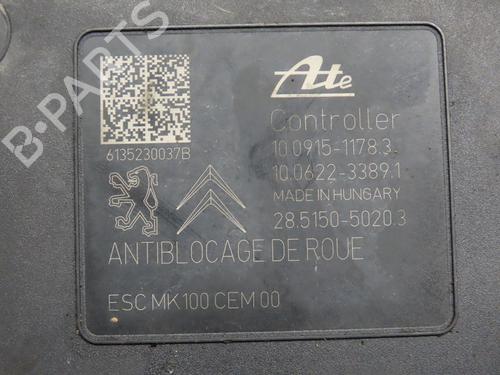 B-PARTS
Ate
Controller
10.0915-1178.3
10.0622-3389.1
MADE IN HUNGARY
28.5150-5020.3
6135230037B
ANTIBLOCAGE DE ROUE
ESC MK100 CEM 00